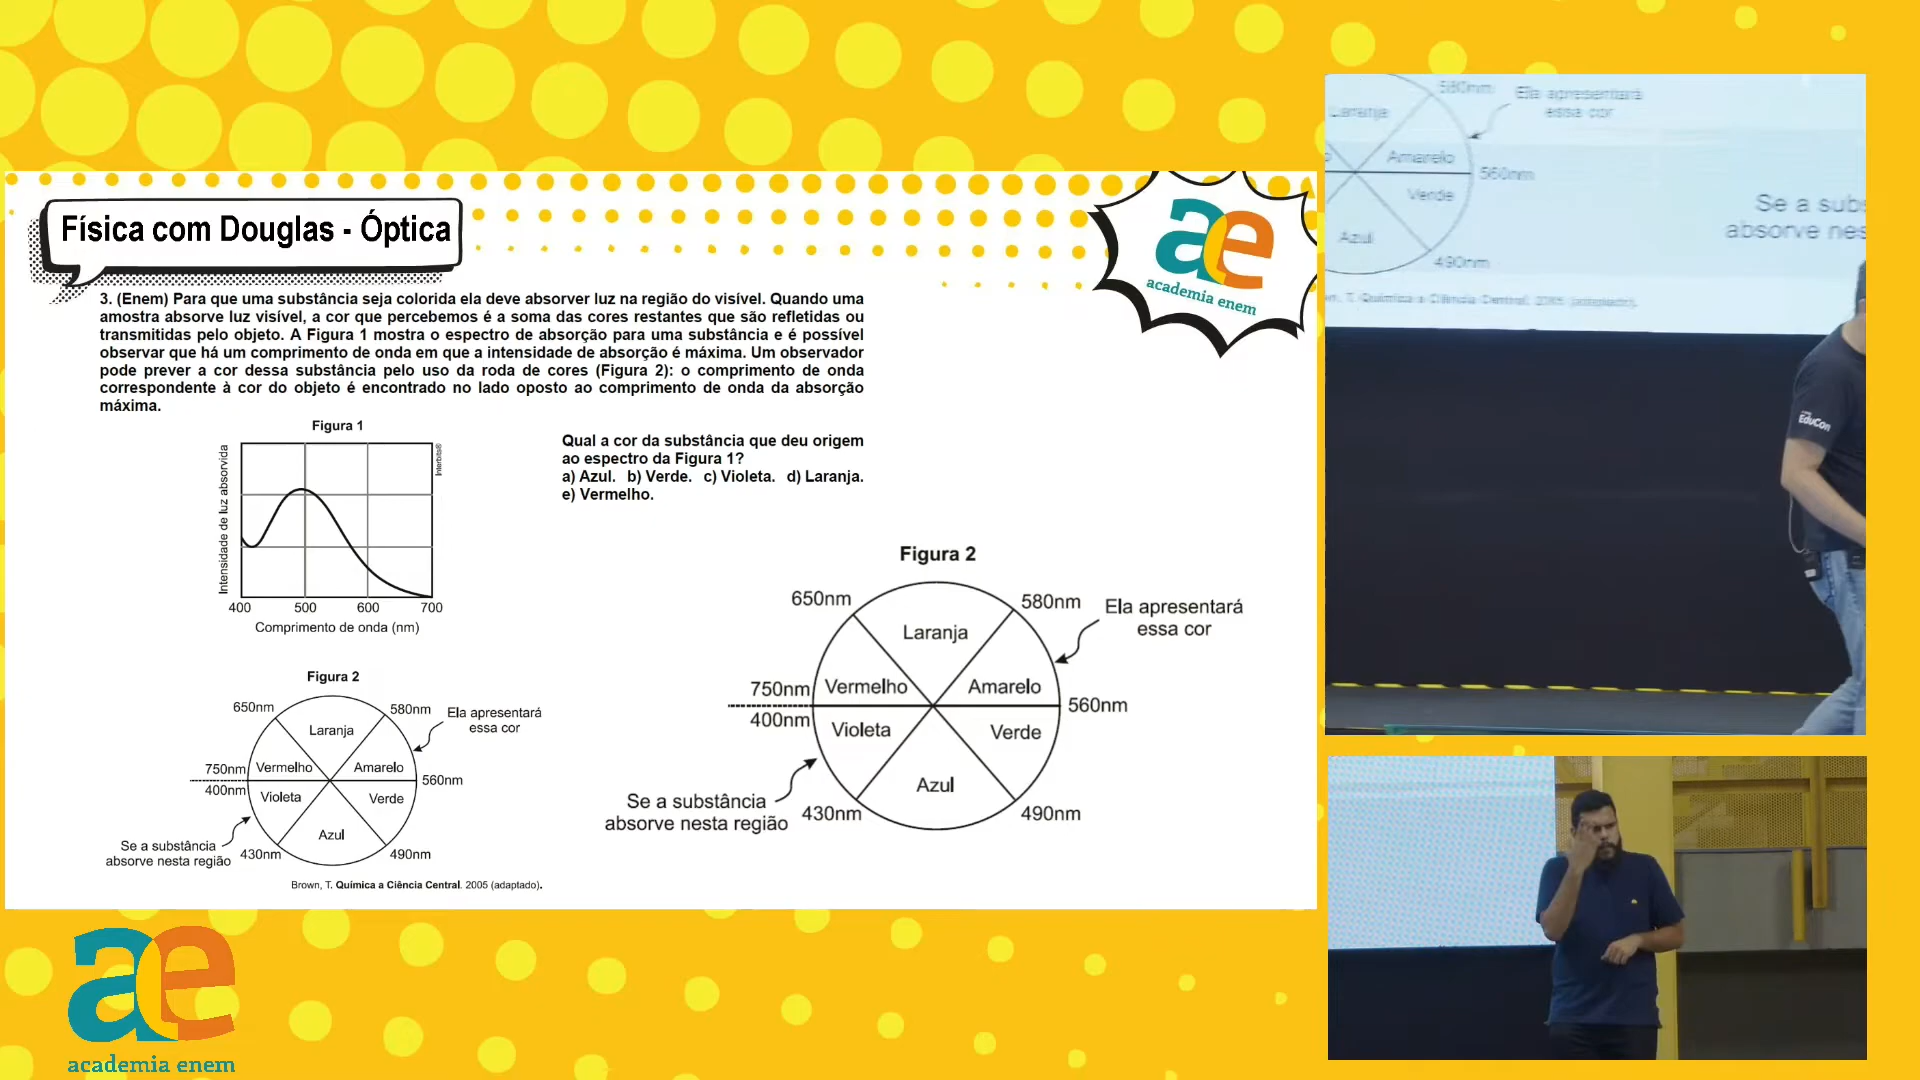 Física com Douglas - Óptica
ae
academia enem
3. (Enem) Para que uma substância seja colorida ela deve absorver luz na região do visível. Quando uma
amostra absorve luz visível, a cor que percebemos é a soma das cores restantes que são refletidas ou
transmitidas pelo objeto. A Figura 1 mostra o espectro de absorção para uma substância e é possível
observar que há um comprimento de onda em que a intensidade de absorção é máxima. Um observador
pode prever a cor dessa substância pelo uso da roda de cores (Figura 2): o comprimento de onda
correspondente à cor do objeto é encontrado no lado oposto ao comprimento de onda da absorção
máxima.
Figura 1
Intensidade de luz absorvida
Interbits®
400 500 600 700
Comprimento de onda (nm)
Qual a cor da substância que deu origem
ao espectro da Figura 1?
a) Azul. b) Verde. c) Violeta. d) Laranja.
e) Vermelho.
Figura 2
650nm
580nm
Ela apresentará
essa cor
Laranja
750nm
Vermelho
Amarelo
400nm
560nm
Violeta
Verde
Se a substância
absorve nesta região
430nm
Azul
490nm
Brown, T. Química a Ciência Central. 2005 (adaptado).
Figura 2
650nm
580nm
Ela apresentará
essa cor
Laranja
750nm
Vermelho
Amarelo
400nm
560nm
Violeta
Verde
Azul
Se a substância
absorve nesta região
430nm
490nm
ae
academia enem
580nm
Ela apresentará
essa cor
Laranja
Amarelo
560nm
Verde
Se a subs
absorve nes
Azul
490nm
T. Química a Ciência Central. 2005 (adaptado).
EduCon